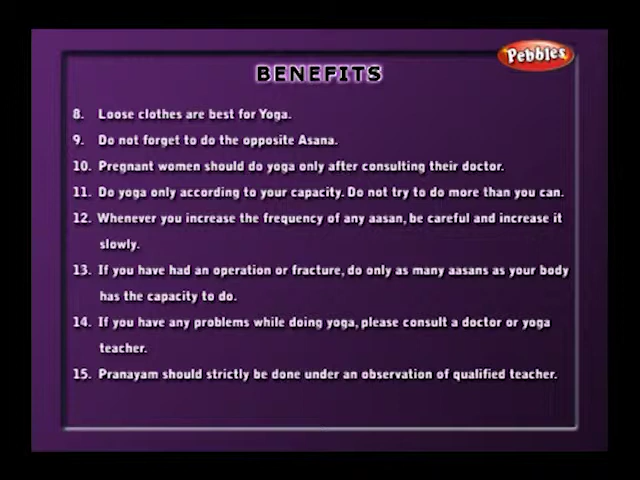 Pebbles
BENEFITS
8. Loose clothes are best for Yoga.
9. Do not forget to do the opposite Asana.
10. Pregnant women should do yoga only after consulting their doctor.
11. Do yoga only according to your capacity. Do not try to do more than you can.
12. Whenever you increase the frequency of any aasan, be careful and increase it
slowly.
13. If you have had an operation or fracture, do only as many aasans as your body
has the capacity to do.
14. If you have any problems while doing yoga, please consult a doctor or yoga
teacher.
15. Pranayam should strictly be done under an observation of qualified teacher.